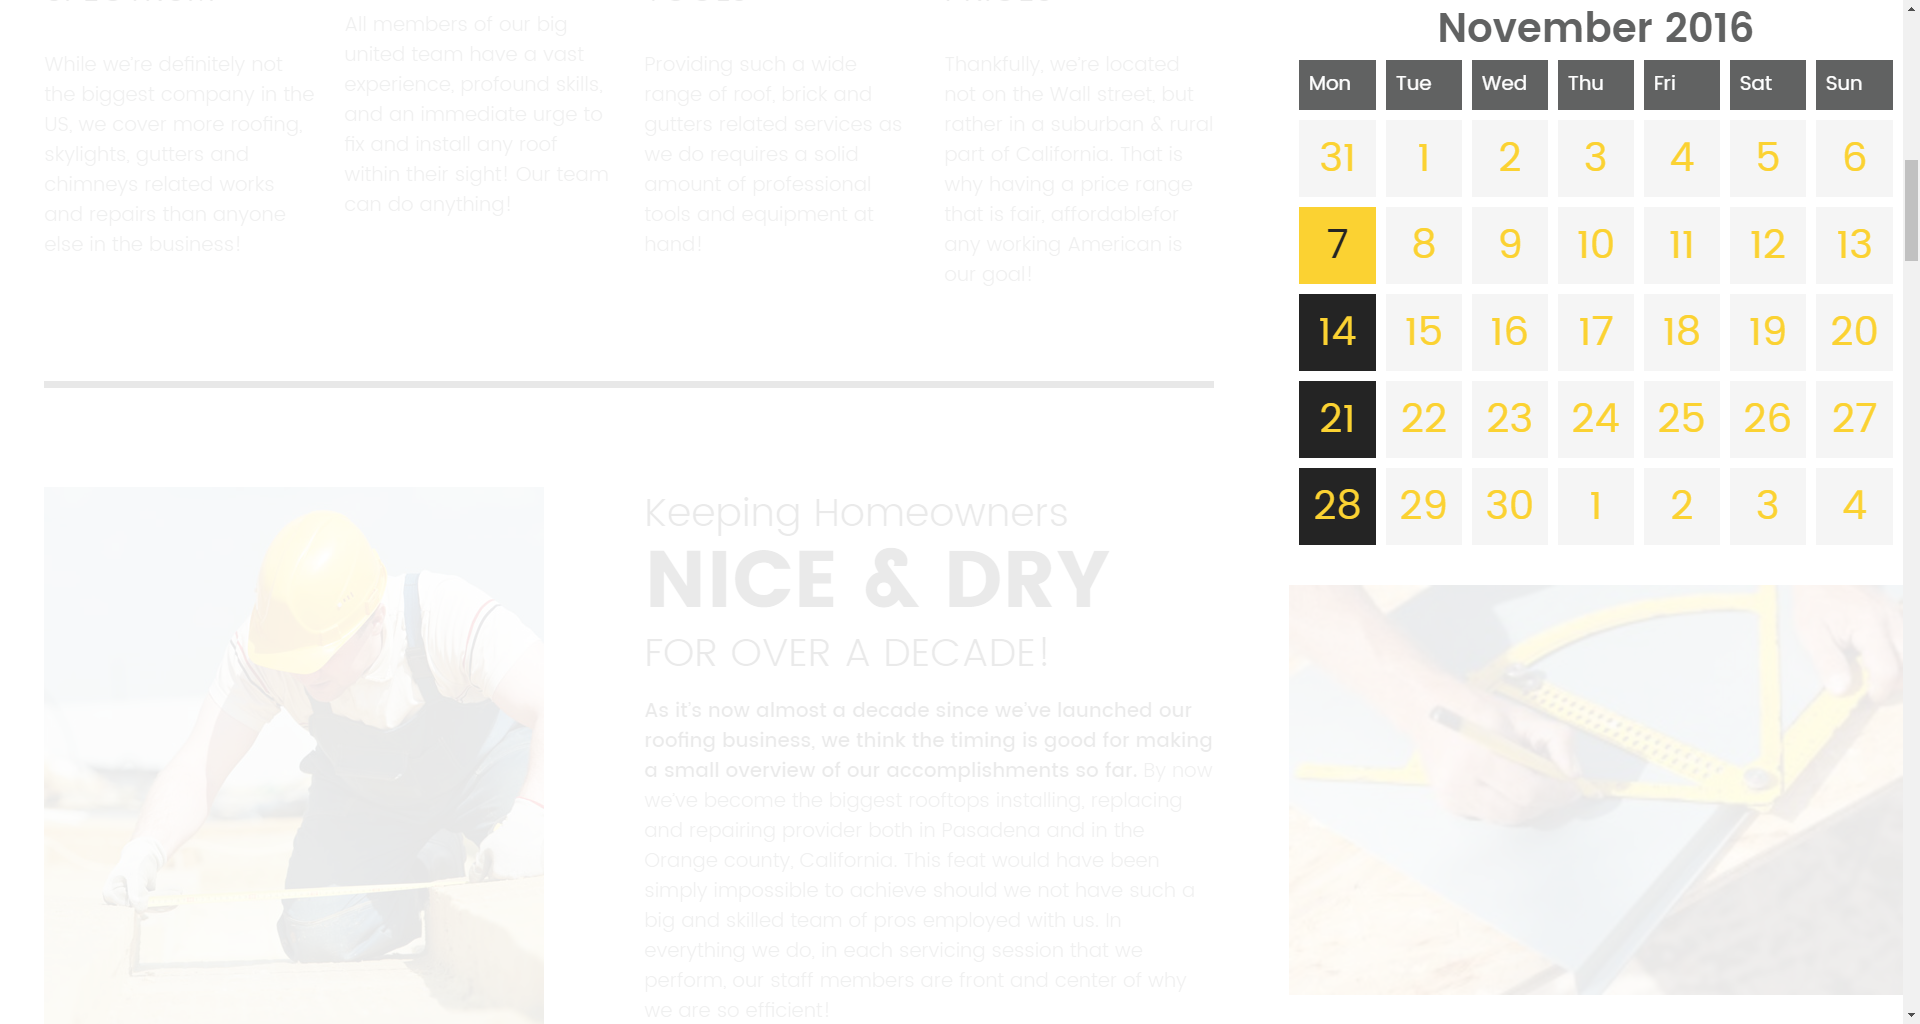 All members of our big
united team have a vast
experience, profound skills,
and an immediate urge to
fix and install any roof
within their sight! Our team
can do anything!
While we're definitely not
the biggest company in the
US, we cover more roofing,
skylights, gutters and
chimneys related works
and repairs than anyone
else in the business!
Providing such a wide
range of roof, brick and
gutters related services as
we do requires a solid
amount of professional
tools and equipment at
hand!
Thankfully, we're located
not on the Wall street, but
rather in a suburban & rural
part of California. That is
why having a price range
that is fair, affordablefor
any working American is
our goal!
Keeping Homeowners
NICE & DRY
FOR OVER A DECADE!
As it's now almost a decade since we've launched our
roofing business, we think the timing is good for making
a small overview of our accomplishments so far. By now
we've become the biggest rooftops installing, replacing
and repairing provider both in Pasadena and in the
Orange county, California. This feat would have been
simply impossible to achieve should we not have such a
big and skilled team of pros employed with us. In
everything we do, in each servicing session that we
perform, our staff members are front and center of why
we are so efficient!
November 2016
Mon Tue Wed Thu Fri Sat Sun
31 1 2 3 4 5 6
7 8 9 10 11 12 13
14 15 16 17 18 19 20
21 22 23 24 25 26 27
28 29 30 1 2 3 4